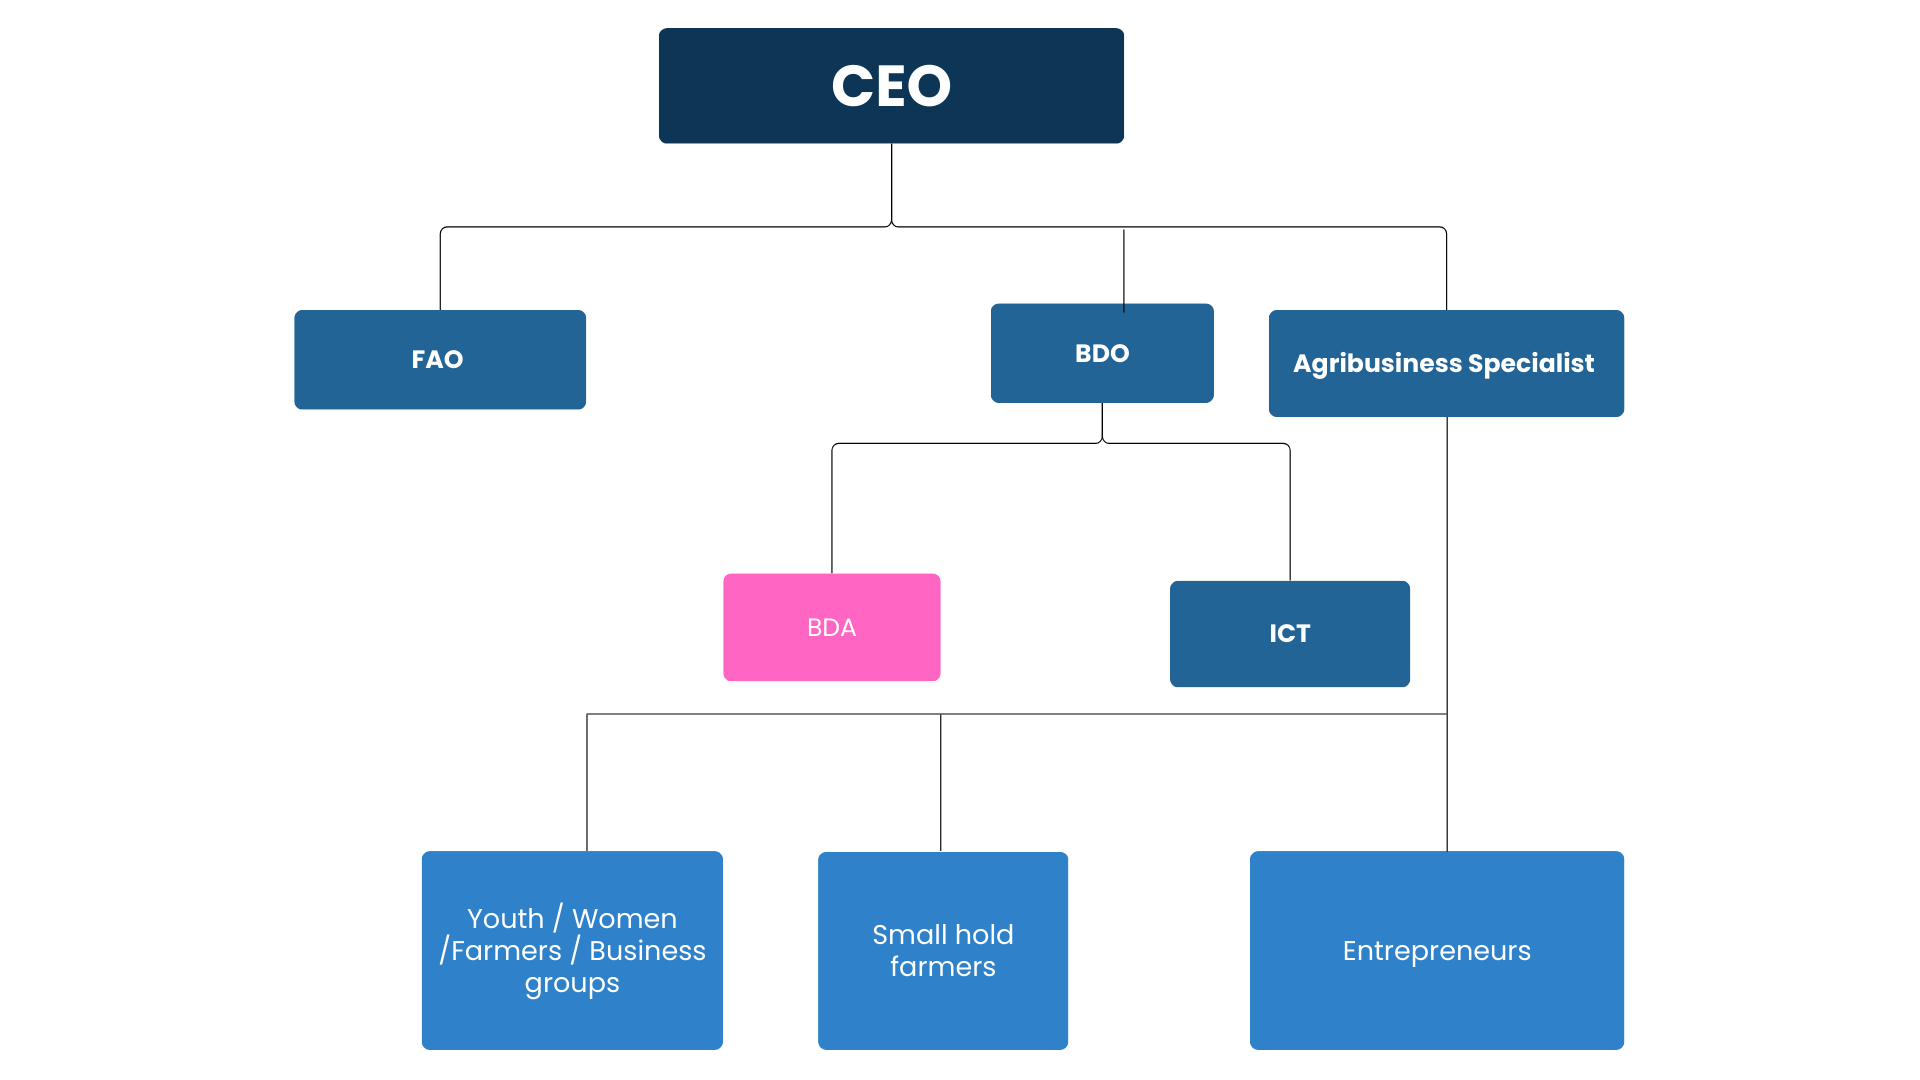 CEO
FAO
BDO
Agribusiness Specialist
BDA
ICT
Youth / Women
/Farmers / Business
groups
Small hold
farmers
Entrepreneurs